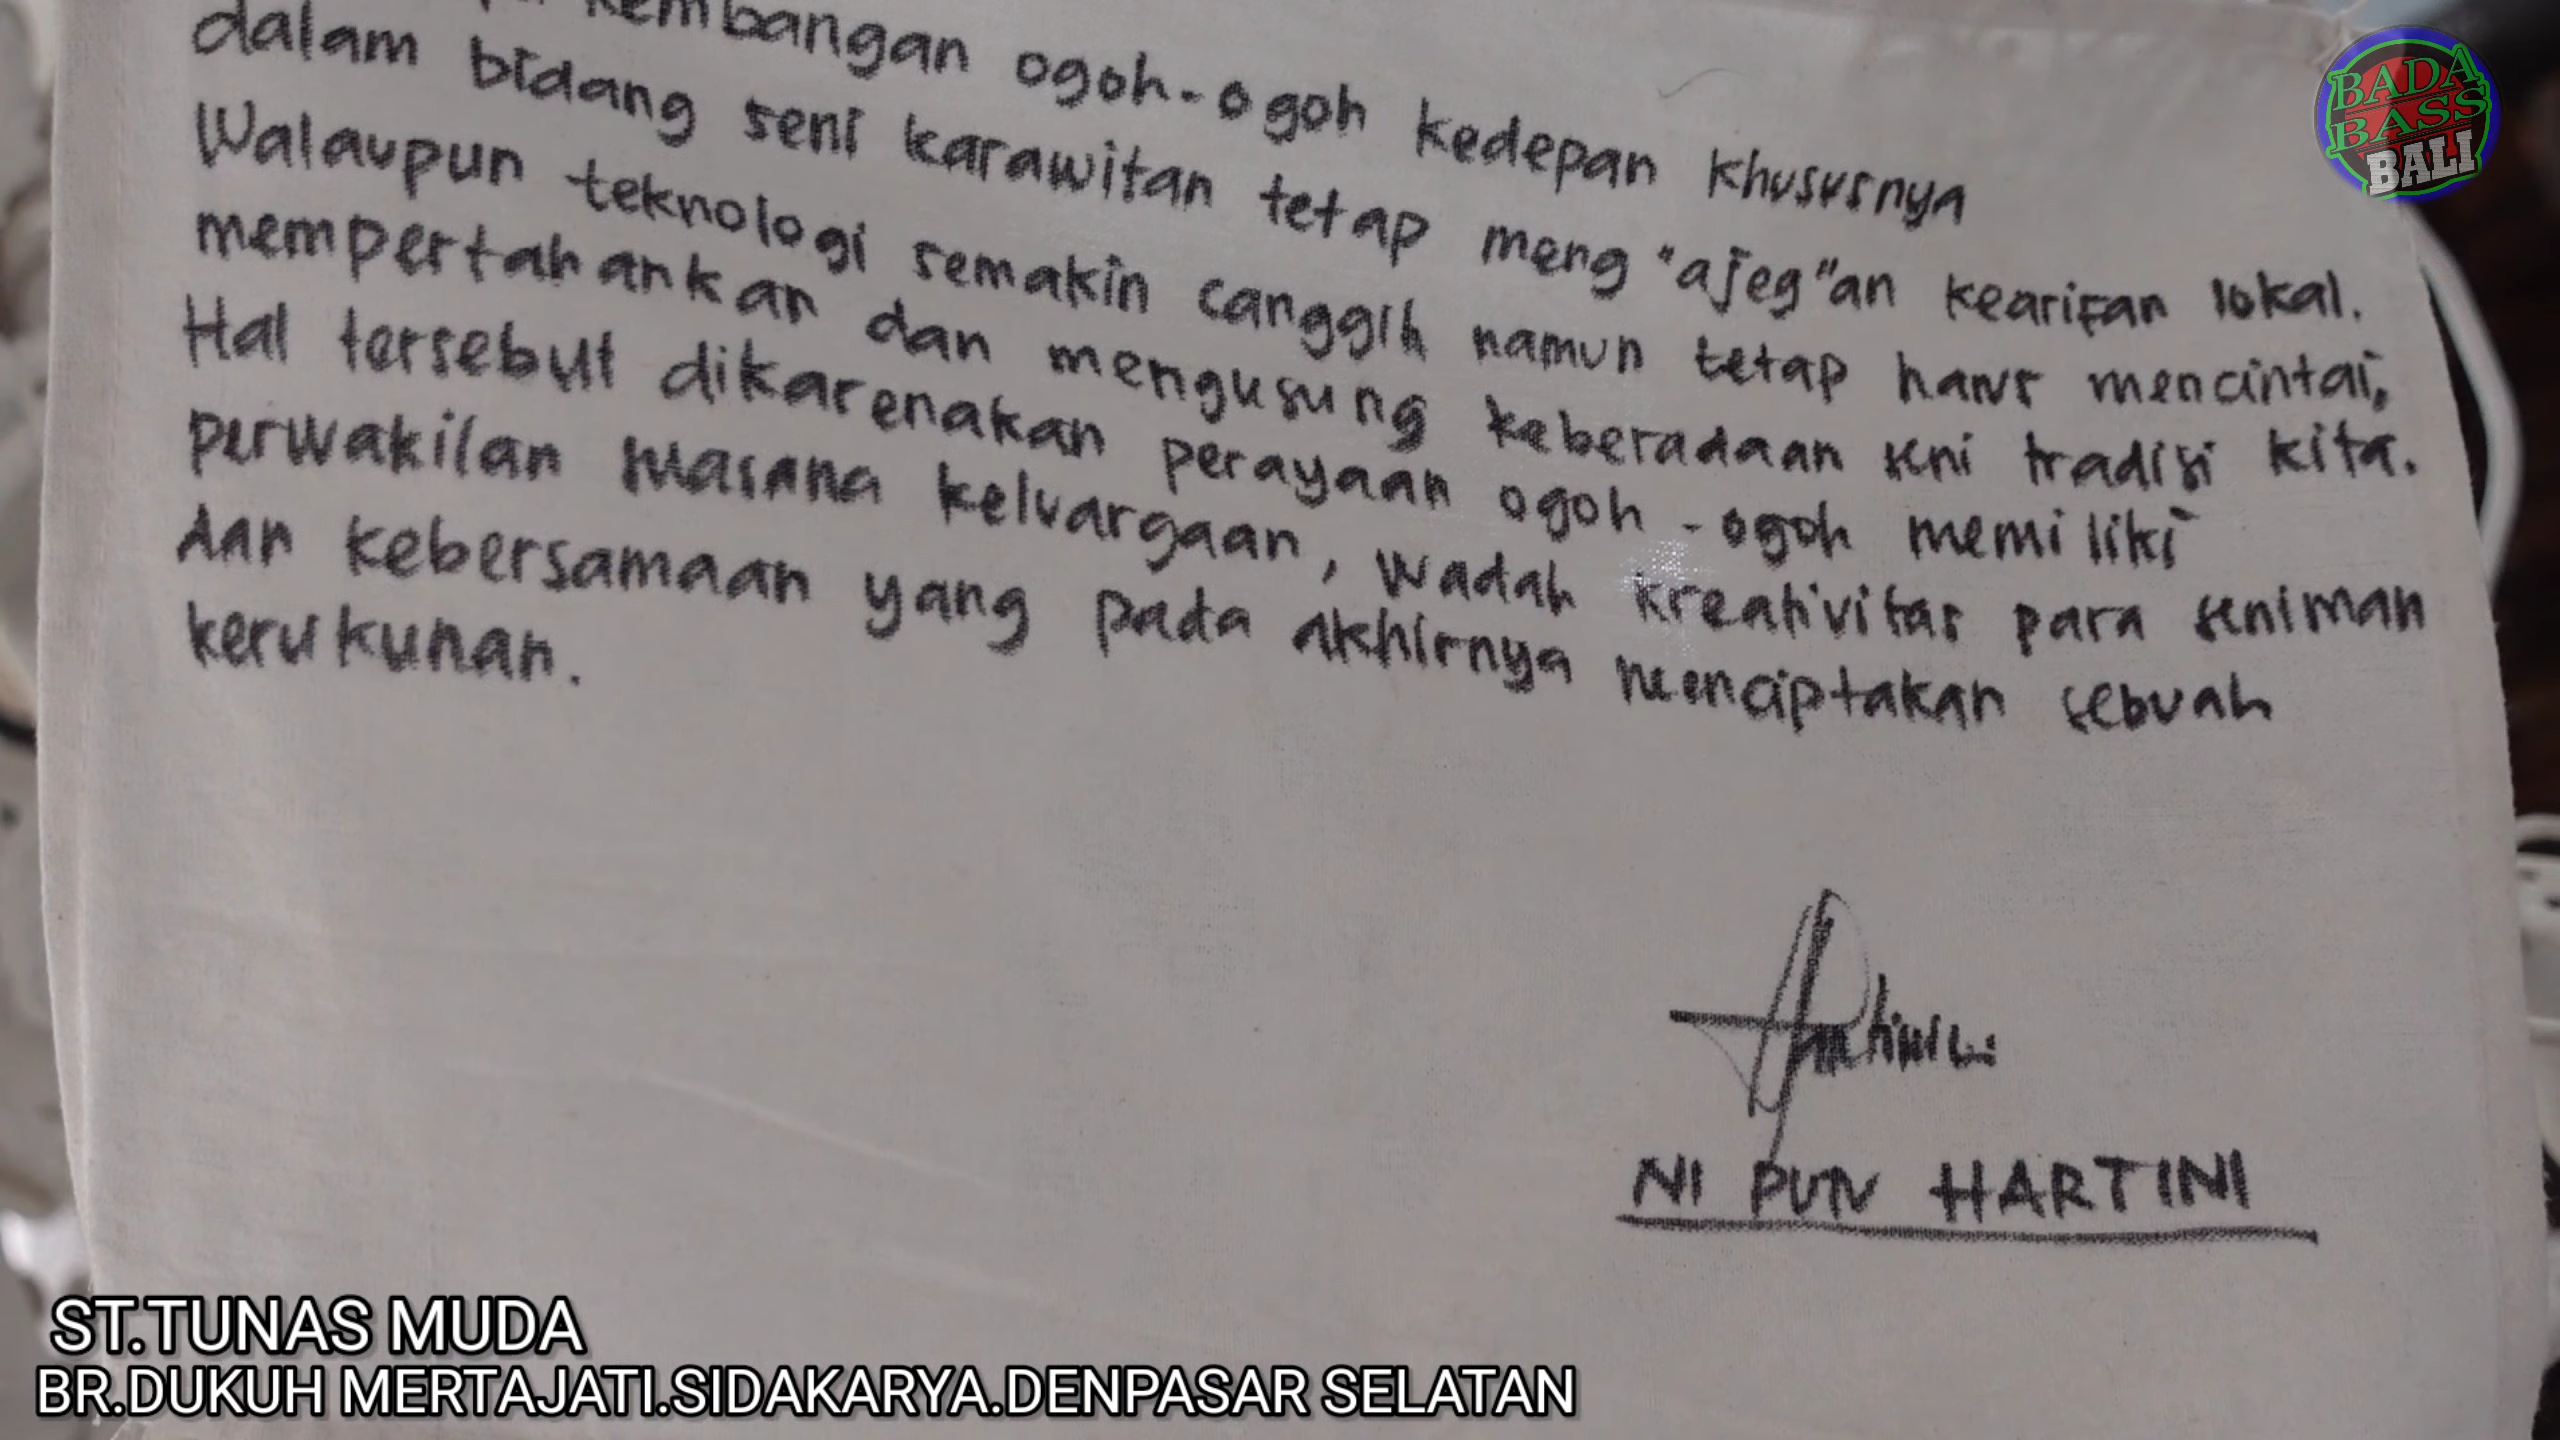 kembangan ogoh-ogoh kedepan khususnya
dalam bidang seni karawitan tetap meng "ajeg"an kearifan lokal.
Walaupun teknologi semakin canggih namun tetap harus mencintai,
mempertahankan dan mengusung keberadaan seni tradisi kita.
Hal tersebut dikarenakan perayaan ogoh-ogoh memiliki
perwakilan suasana keluargaan, wadah kreativitas para seniman
dan kebersamaan yang pada akhirnya menciptakan sebuah
kerukunan.
NI PUTU HARTINI
BADA
BASS
BALI
ST.TUNAS MUDA
BR.DUKUH MERTAJATI.SIDAKARYA.DENPASAR SELATAN